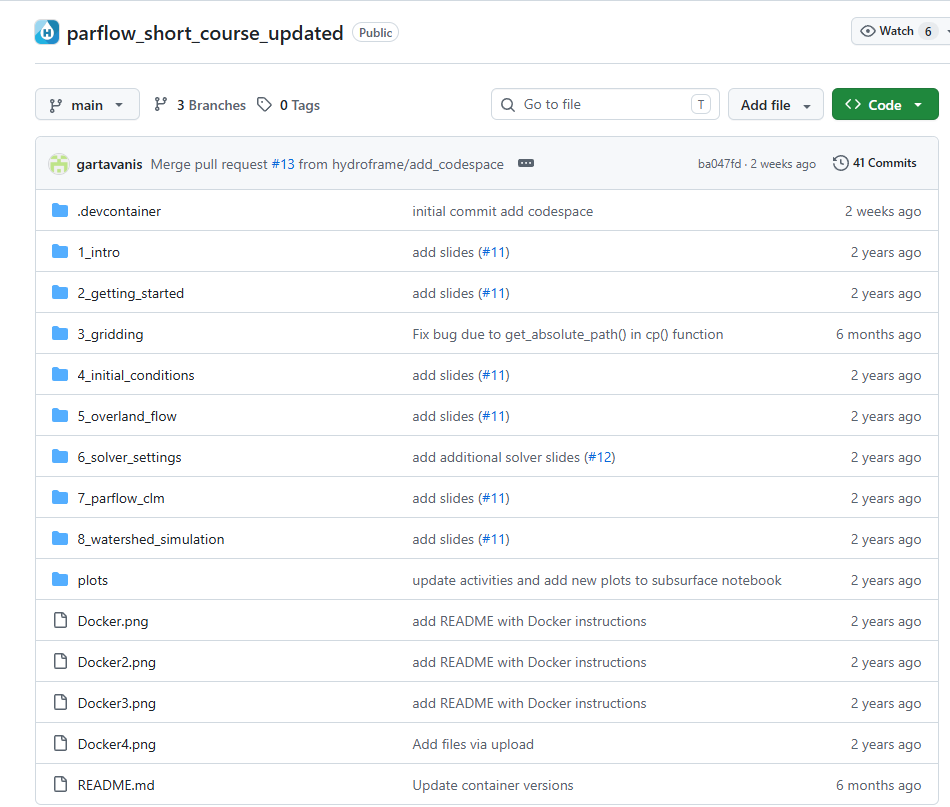 parflow_short_course_updated Public Watch 6
main 3 Branches 0 Tags Go to file T Add file Code
gartavanis Merge pull request #13 from hydroframe/add_codespace ba047fd · 2 weeks ago 41 Commits
.devcontainer initial commit add codespace 2 weeks ago
1_intro add slides (#11) 2 years ago
2_getting_started add slides (#11) 2 years ago
3_gridding Fix bug due to get_absolute_path() in cp() function 6 months ago
4_initial_conditions add slides (#11) 2 years ago
5_overland_flow add slides (#11) 2 years ago
6_solver_settings add additional solver slides (#12) 2 years ago
7_parflow_clm add slides (#11) 2 years ago
8_watershed_simulation add slides (#11) 2 years ago
plots update activities and add new plots to subsurface notebook 2 years ago
Docker.png add README with Docker instructions 2 years ago
Docker2.png add README with Docker instructions 2 years ago
Docker3.png add README with Docker instructions 2 years ago
Docker4.png Add files via upload 2 years ago
README.md Update container versions 6 months ago